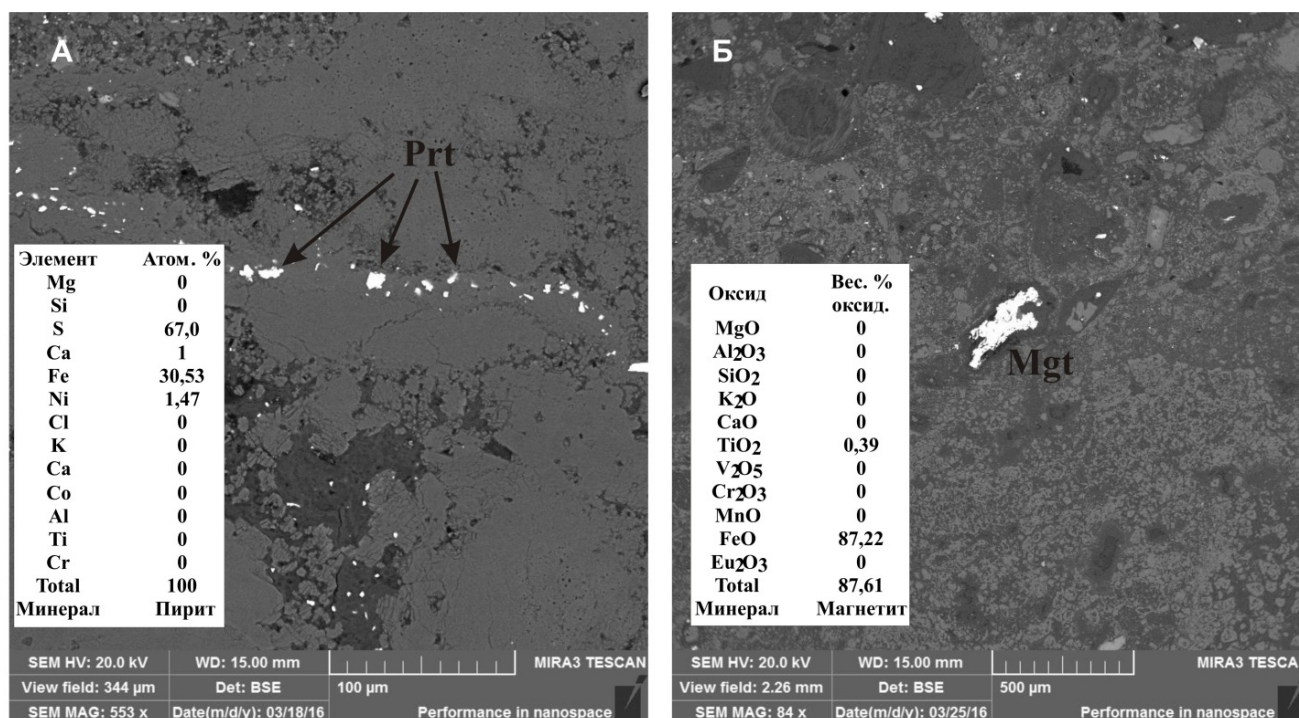 А
Prt
Элемент Атом. %
Mg 0
Si 0
S 67,0
Ca 1
Fe 30,53
Ni 1,47
Cl 0
K 0
Ca 0
Co 0
Al 0
Ti 0
Cr 0
Total 100
Минерал Пирит
SEM HV: 20.0 kV WD: 15.00 mm MIRA3 TESCAN
View field: 344 µm Det: BSE 100 µm
SEM MAG: 553 x Date(m/d/y): 03/18/16 Performance in nanospace
Б
Mgt
Оксид Вес. %
оксид.
MgO 0
Al2O3 0
SiO2 0
K2O 0
CaO 0
TiO2 0,39
V2O5 0
Cr2O3 0
MnO 0
FeO 87,22
Eu2O3 0
Total 87,61
Минерал Магнетит
SEM HV: 20.0 kV WD: 15.00 mm MIRA3 TESCA
View field: 2.26 mm Det: BSE 500 µm
SEM MAG: 84 x Date(m/d/y): 03/25/16 Performance in nanospace